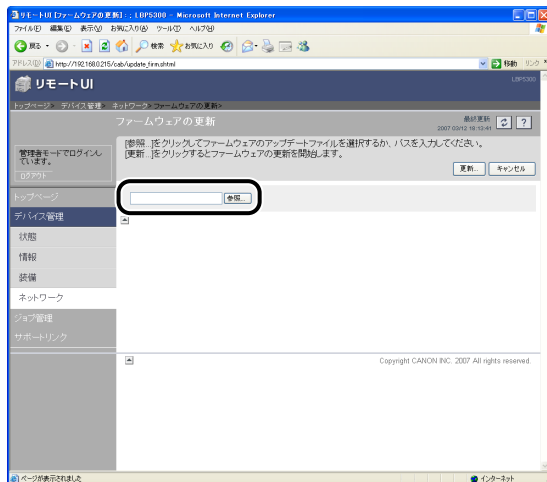 リモートUI [ファームウェアの更新] : ; LBP5300 - Microsoft Internet Explorer
ファイル(F) 編集(E) 表示(V) お気に入り(A) ツール(T) ヘルプ(H)
戻る 検索 お気に入り
アドレス(D) http://192.168.0.215/cab/update_firm.shtml 移動 リンク
リモートUI
LBP5300
トップページ> デバイス管理> ネットワーク> ファームウェアの更新>
ファームウェアの更新
最終更新
2007 03/12 18:13:41
管理者モードでログインし
ています。
ログアウト
[参照...]をクリックしてファームウェアのアップデートファイルを選択するか、パスを入力してください。
[更新...]をクリックするとファームウェアの更新を開始します。
更新... キャンセル
参照...
トップページ
デバイス管理
状態
情報
装備
ネットワーク
ジョブ管理
サポートリンク
Copyright CANON INC. 2007 All rights reserved.
ページが表示されました
インターネット